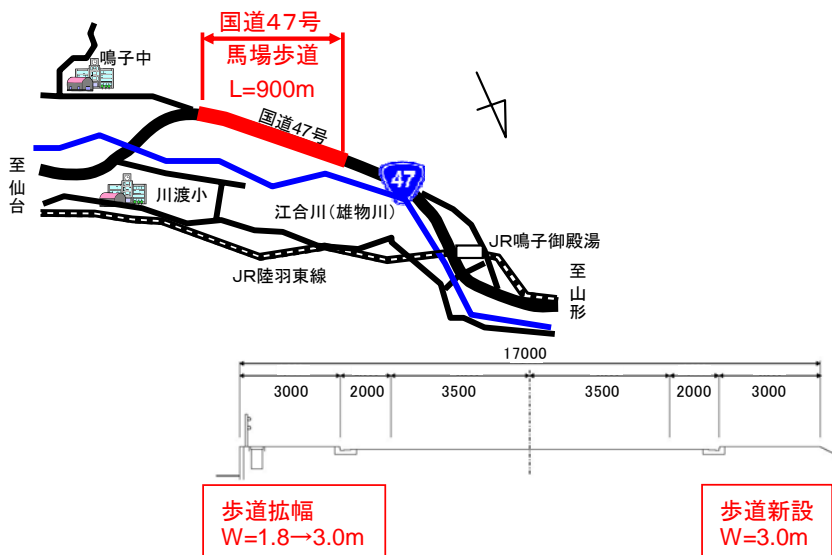 国道47号
馬場歩道
L=900m
鳴子中
国道47号
47
至仙台
川渡小
江合川(雄物川)
JR鳴子御殿湯
JR陸羽東線
至山形
17000
3000 2000 3500 3500 2000 3000
歩道拡幅
W=1.8→3.0m
歩道新設
W=3.0m